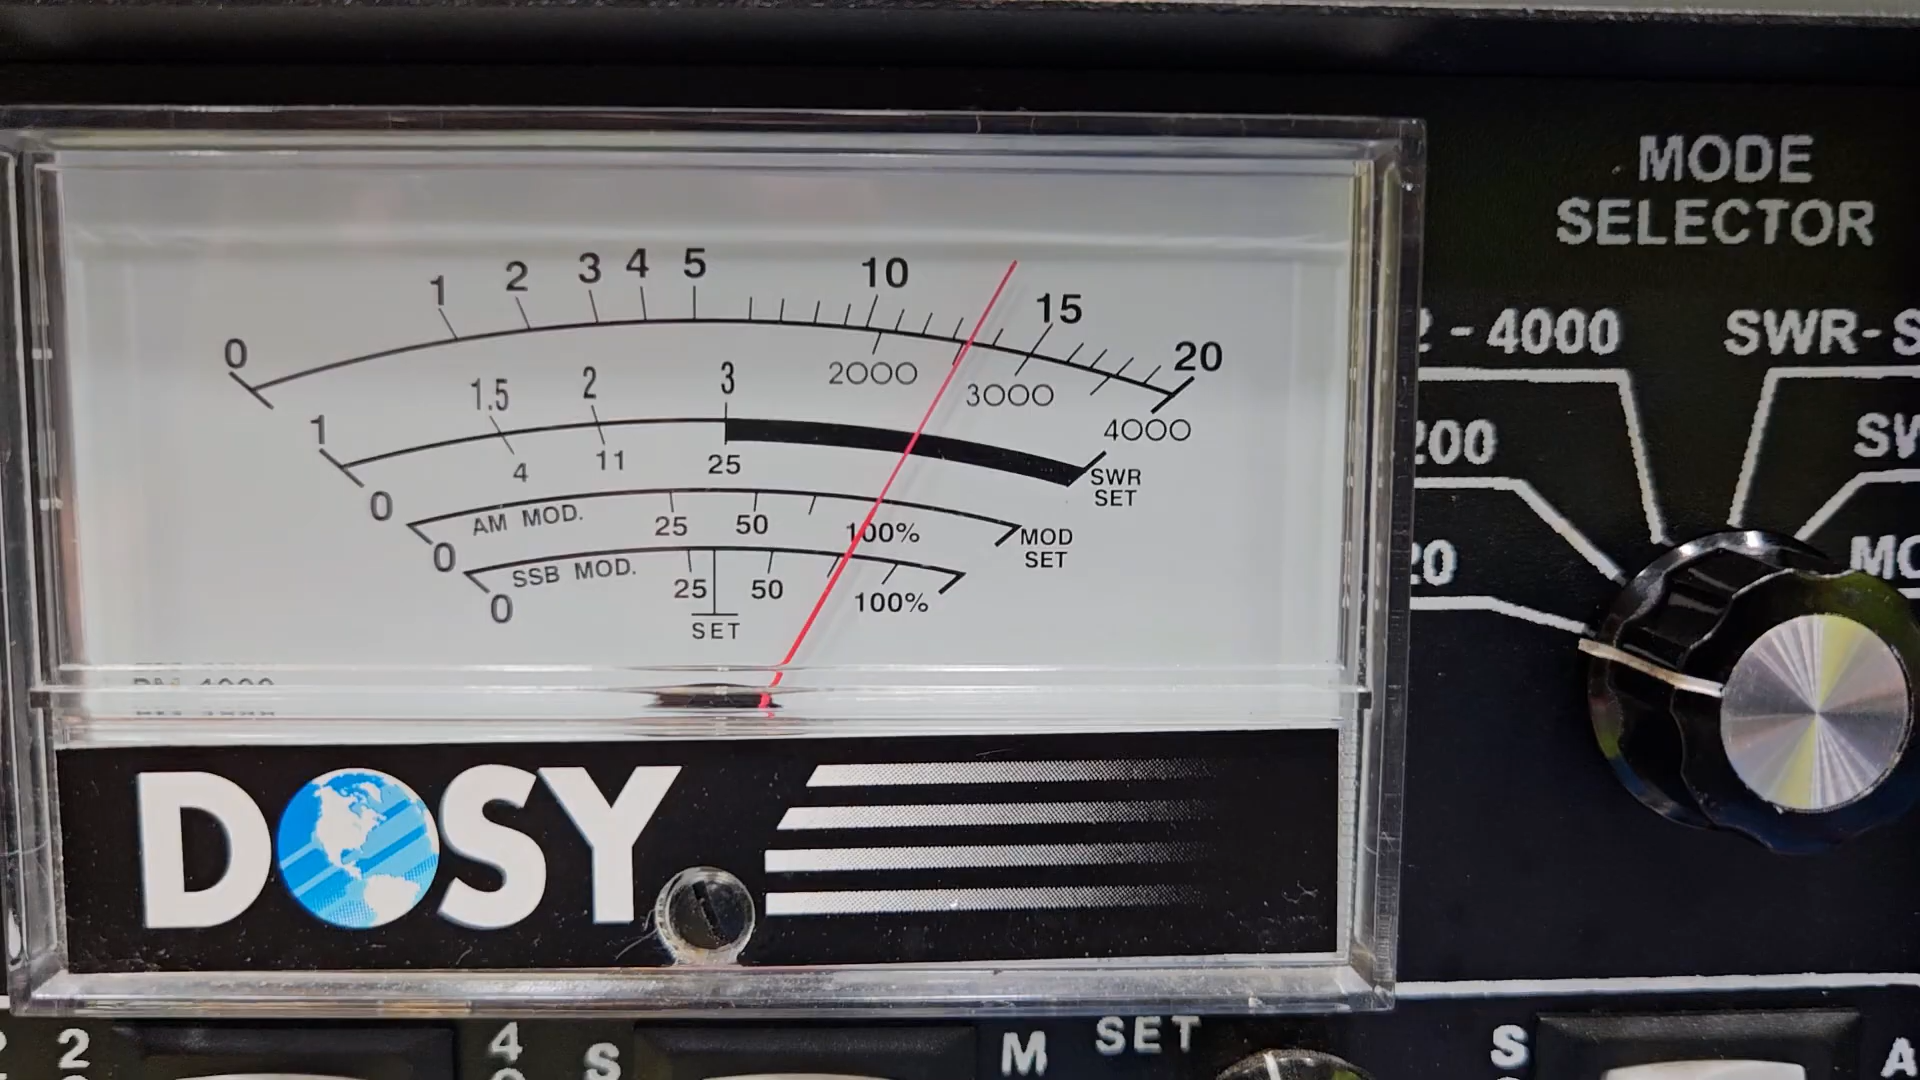 MODE
SELECTOR
0 1 2 3 4 5 10 15 20
2000 3000 4000
- 4000 SWR-S
1 1.5 2 3
4 11 25
SWR
SET
0 AM MOD. 25 50 100%
MOD
SET
0 SSB MOD. 25 50 100%
0
SET
200
20
DOSY
2 4 S M SET S A